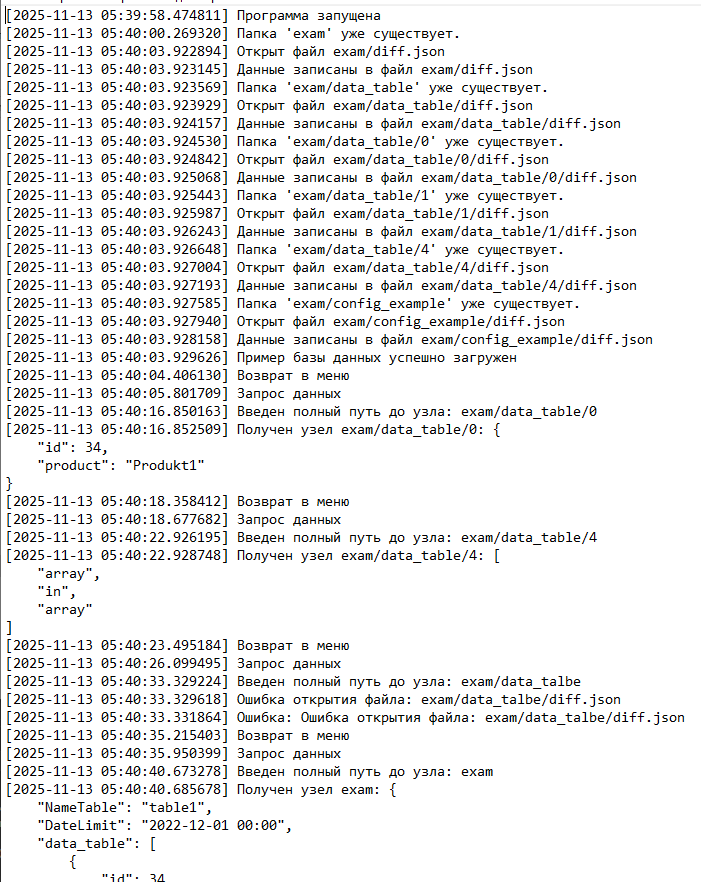 [2025-11-13 05:39:58.474811] Программа запущена
[2025-11-13 05:40:00.269320] Папка 'exam' уже существует.
[2025-11-13 05:40:03.922894] Открыт файл exam/diff.json
[2025-11-13 05:40:03.923145] Данные записаны в файл exam/diff.json
[2025-11-13 05:40:03.923569] Папка 'exam/data_table' уже существует.
[2025-11-13 05:40:03.923929] Открыт файл exam/data_table/diff.json
[2025-11-13 05:40:03.924157] Данные записаны в файл exam/data_table/diff.json
[2025-11-13 05:40:03.924530] Папка 'exam/data_table/0' уже существует.
[2025-11-13 05:40:03.924842] Открыт файл exam/data_table/0/diff.json
[2025-11-13 05:40:03.925068] Данные записаны в файл exam/data_table/0/diff.json
[2025-11-13 05:40:03.925443] Папка 'exam/data_table/1' уже существует.
[2025-11-13 05:40:03.925987] Открыт файл exam/data_table/1/diff.json
[2025-11-13 05:40:03.926243] Данные записаны в файл exam/data_table/1/diff.json
[2025-11-13 05:40:03.926648] Папка 'exam/data_table/4' уже существует.
[2025-11-13 05:40:03.927004] Открыт файл exam/data_table/4/diff.json
[2025-11-13 05:40:03.927193] Данные записаны в файл exam/data_table/4/diff.json
[2025-11-13 05:40:03.927585] Папка 'exam/config_example' уже существует.
[2025-11-13 05:40:03.927940] Открыт файл exam/config_example/diff.json
[2025-11-13 05:40:03.928158] Данные записаны в файл exam/config_example/diff.json
[2025-11-13 05:40:03.929626] Пример базы данных успешно загружен
[2025-11-13 05:40:04.406130] Возврат в меню
[2025-11-13 05:40:05.801709] Запрос данных
[2025-11-13 05:40:16.850163] Введен полный путь до узла: exam/data_table/0
[2025-11-13 05:40:16.852509] Получен узел exam/data_table/0: {
    "id": 34,
    "product": "Produkt1"
}
[2025-11-13 05:40:18.358412] Возврат в меню
[2025-11-13 05:40:18.677682] Запрос данных
[2025-11-13 05:40:22.926195] Введен полный путь до узла: exam/data_table/4
[2025-11-13 05:40:22.928748] Получен узел exam/data_table/4: [
    "array",
    "in",
    "array"
]
[2025-11-13 05:40:23.495184] Возврат в меню
[2025-11-13 05:40:26.099495] Запрос данных
[2025-11-13 05:40:33.329224] Введен полный путь до узла: exam/data_talbe
[2025-11-13 05:40:33.329618] Ошибка открытия файла: exam/data_talbe/diff.json
[2025-11-13 05:40:33.331864] Ошибка: Ошибка открытия файла: exam/data_talbe/diff.json
[2025-11-13 05:40:35.215403] Возврат в меню
[2025-11-13 05:40:35.950399] Запрос данных
[2025-11-13 05:40:40.673278] Введен полный путь до узла: exam
[2025-11-13 05:40:40.685678] Получен узел exam: {
    "NameTable": "table1",
    "DateLimit": "2022-12-01 00:00",
    "data_table": [
        {
            "id": 34